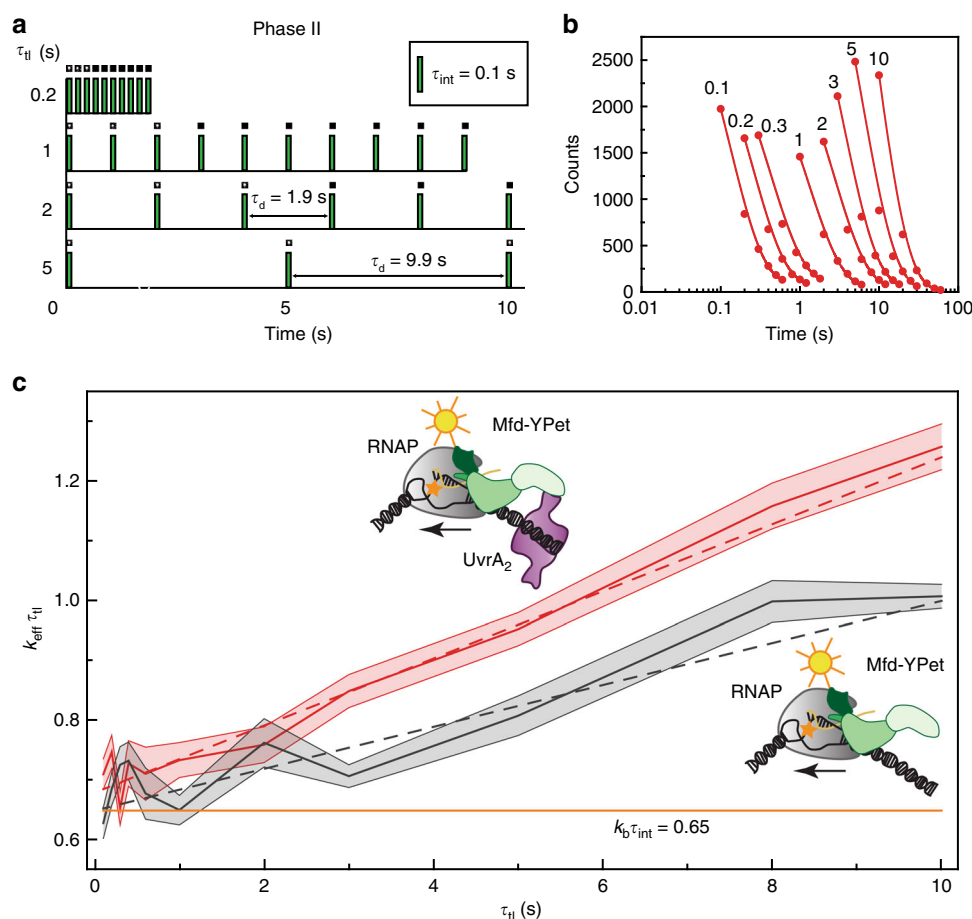 a
Phase II
τtl (s)
τint = 0.1 s
0.2
1
2
τd = 1.9 s
5
τd = 9.9 s
0 5 10
Time (s)
b
2500
2000
1500
1000
500
0
Counts
0.1
0.2
0.3
1
2
3
5
10
0.01 0.1 1 10 100
Time (s)
c
1.2
1.0
0.8
0.6
keff τtl
RNAP
Mfd-YPet
UvrA2
RNAP
Mfd-YPet
kbτint = 0.65
0 2 4 6 8 10
τtl (s)